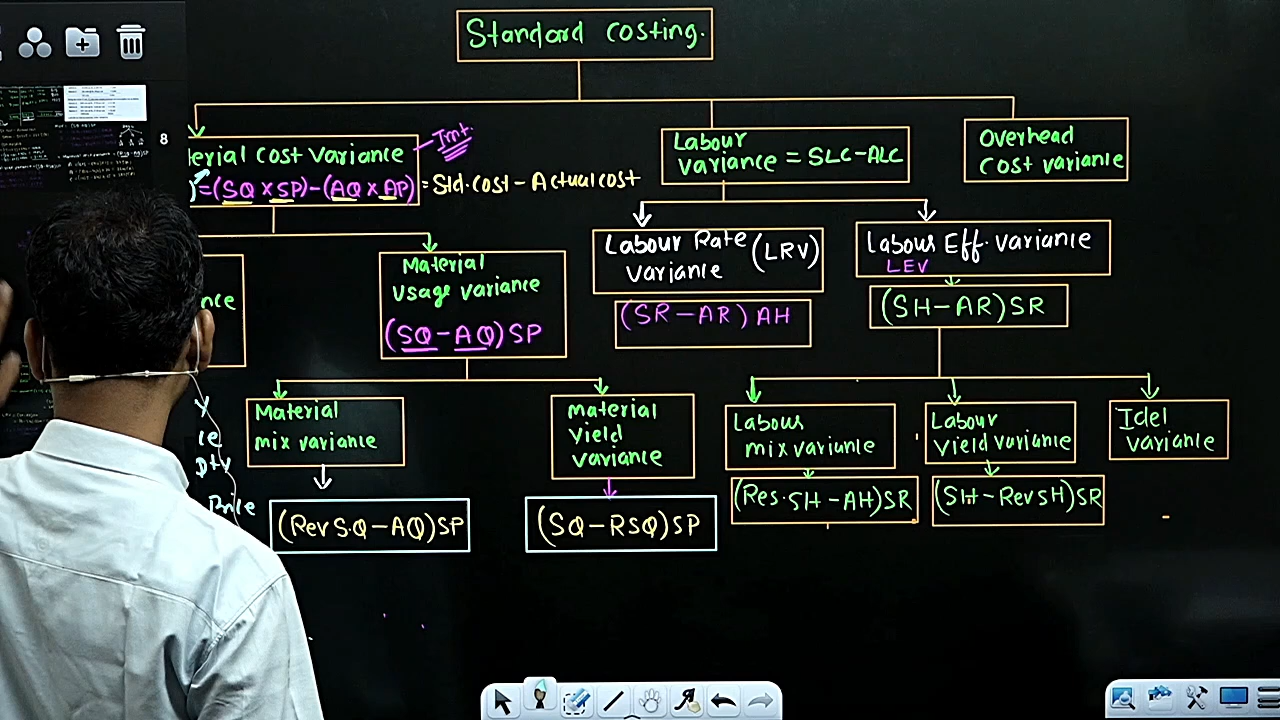 Standard costing.
8
erial Cost Variance
Imt.
=(SQ × SP)-(AQ × AP)
= Std.cost - Actual cost
Labour
variance = SLC-ALC
Overhead
Cost variance
nce
Material
Usage variance
(SQ-AQ)SP
Labour Rate (LRV)
variance
(SR-AR) AH
Labour Eff. variance
LEV
(SH-AR)SR
Material
mix variance
(Rev S.Q-AQ)SP
material
yield
variance
(SQ-RSQ)SP
Labour
mix variance
(Res.SH-AH)SR
Labour
yield variance
(SH-RevSH)SR
Idel
variance